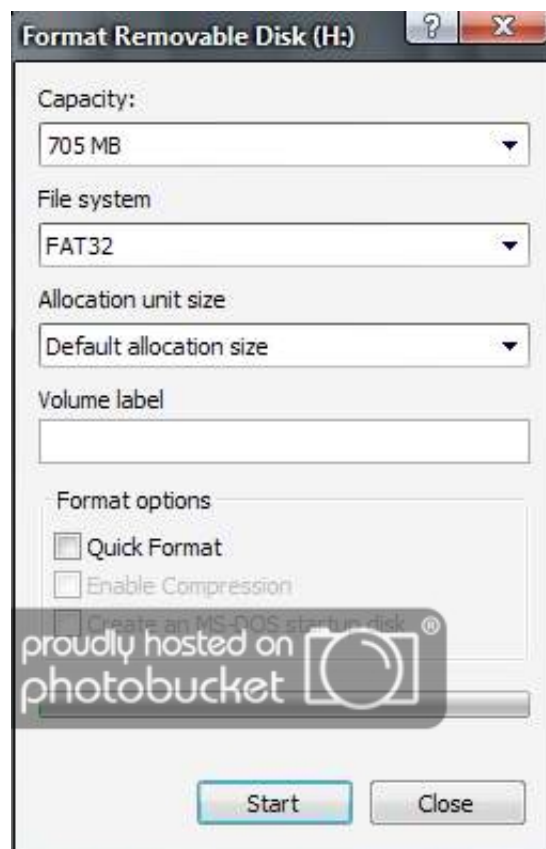 Format Removable Disk (H:)
?
X
Capacity:
705 MB
File system
FAT32
Allocation unit size
Default allocation size
Volume label
Format options
Quick Format
Enable Compression
Create an MS-DOS startup disk
proudly hosted on
photobucket
®
Start
Close